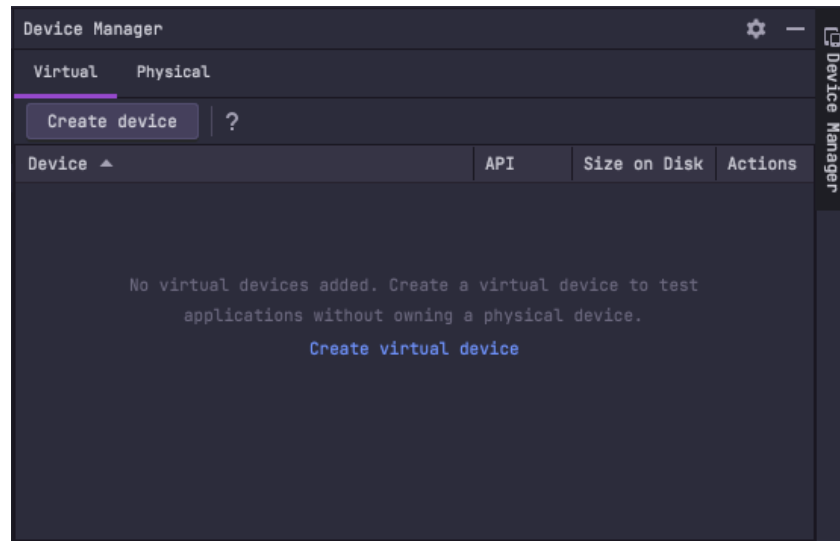 Device Manager
Virtual Physical
Create device ?
Device API Size on Disk Actions
No virtual devices added. Create a virtual device to test
applications without owning a physical device.
Create virtual device
Device Manager